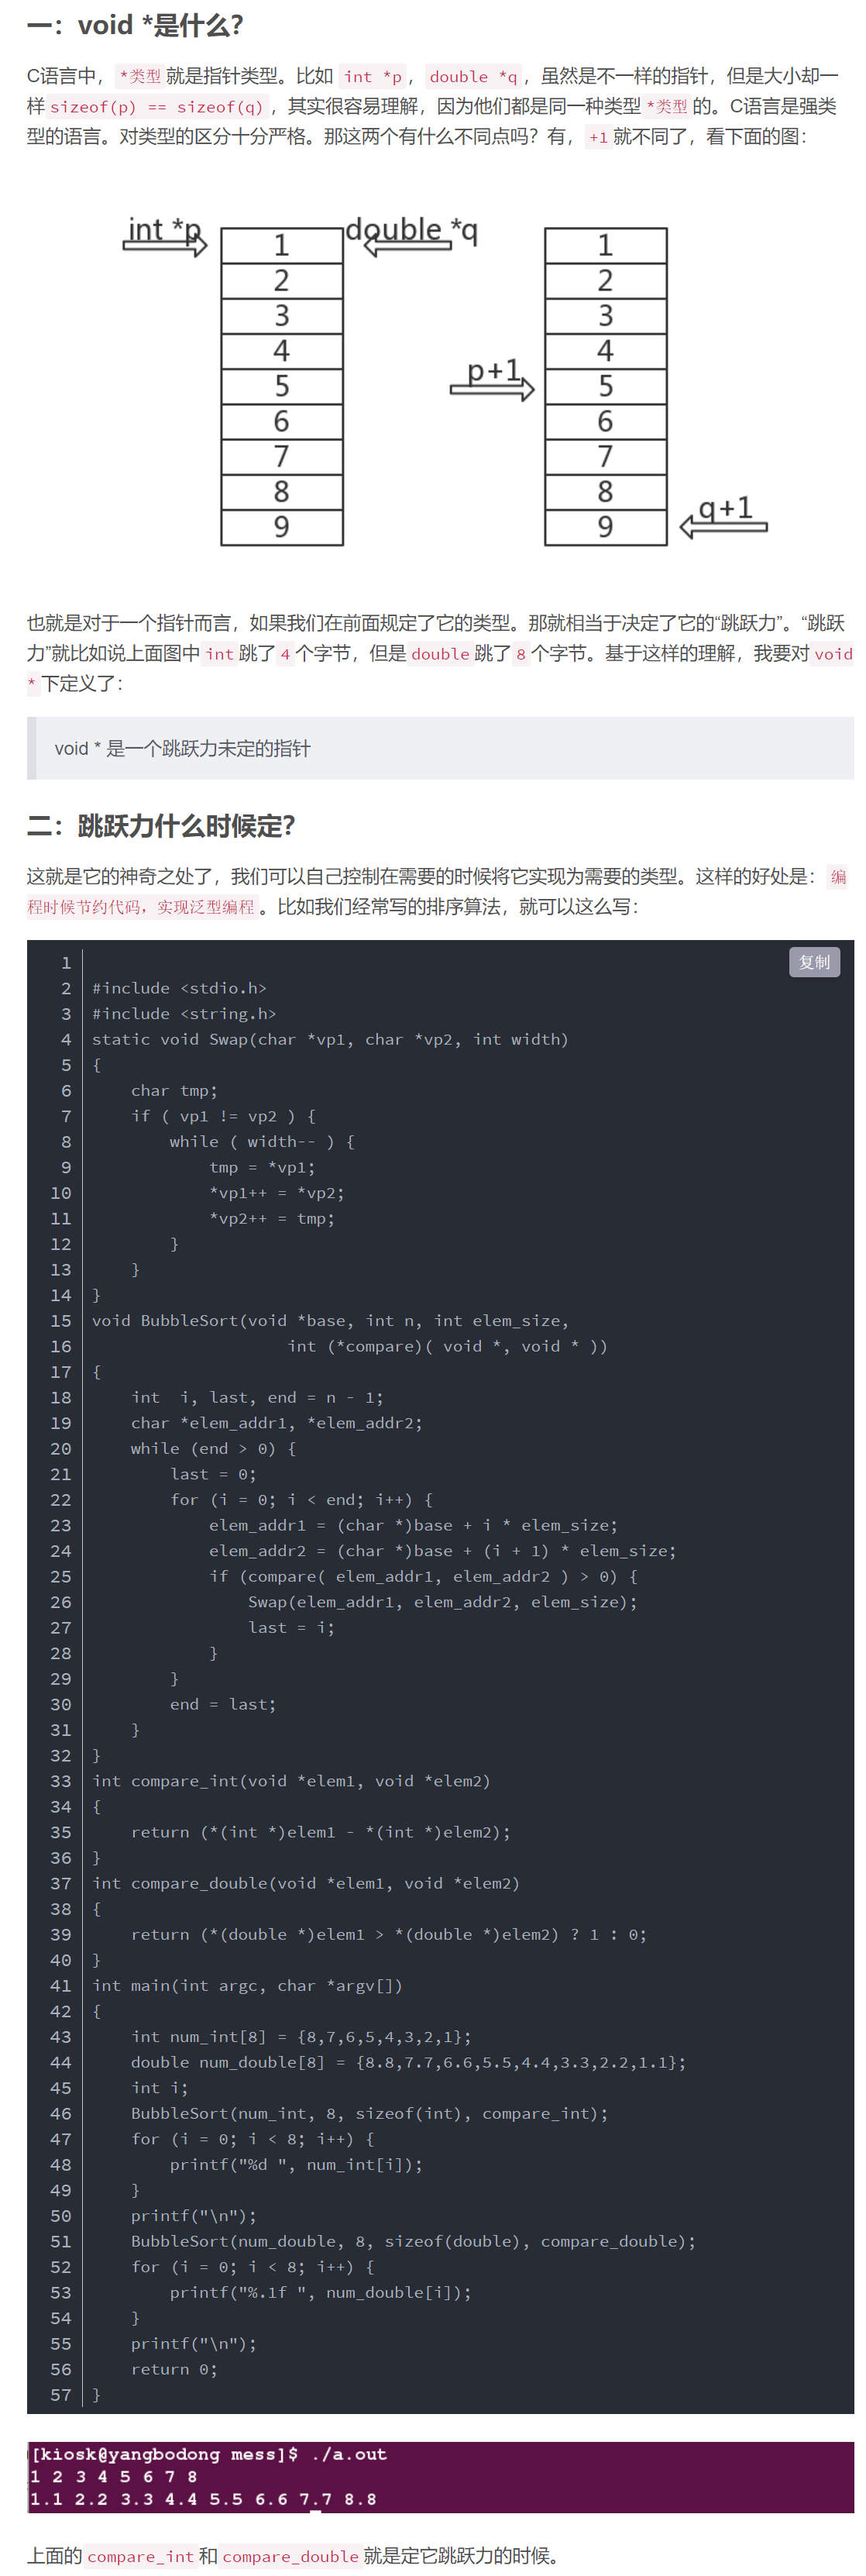 一：void *是什么？
C语言中， *类型 就是指针类型。比如 int *p ， double *q ，虽然是不一样的指针，但是大小却一
样 sizeof(p) == sizeof(q) ，其实很容易理解，因为他们都是同一种类型 *类型 的。C语言是强类
型的语言。对类型的区分十分严格。那这两个有什么不同点吗？有， +1 就不同了，看下面的图：
int *p
1
2
3
4
5
6
7
8
9
double *q
p+1
1
2
3
4
5
6
7
8
9
q+1
也就是对于一个指针而言，如果我们在前面规定了它的类型。那就相当于决定了它的“跳跃力”。“跳跃
力”就比如说上面图中 int 跳了 4 个字节，但是 double 跳了 8 个字节。基于这样的理解，我要对 void
* 下定义了：
void * 是一个跳跃力未定的指针
二：跳跃力什么时候定？
这就是它的神奇之处了，我们可以自己控制在需要的时候将它实现为需要的类型。这样的好处是： 编
程时候节约代码，实现泛型编程 。比如我们经常写的排序算法，就可以这么写：
复制
1
2 #include <stdio.h>
3 #include <string.h>
4 static void Swap(char *vp1, char *vp2, int width)
5 {
6     char tmp;
7     if ( vp1 != vp2 ) {
8         while ( width-- ) {
9             tmp = *vp1;
10             *vp1++ = *vp2;
11             *vp2++ = tmp;
12         }
13     }
14 }
15 void BubbleSort(void *base, int n, int elem_size,
16                     int (*compare)( void *, void * ))
17 {
18     int  i, last, end = n - 1;
19     char *elem_addr1, *elem_addr2;
20     while (end > 0) {
21         last = 0;
22         for (i = 0; i < end; i++) {
23             elem_addr1 = (char *)base + i * elem_size;
24             elem_addr2 = (char *)base + (i + 1) * elem_size;
25             if (compare( elem_addr1, elem_addr2 ) > 0) {
26                 Swap(elem_addr1, elem_addr2, elem_size);
27                 last = i;
28             }
29         }
30         end = last;
31     }
32 }
33 int compare_int(void *elem1, void *elem2)
34 {
35     return (*(int *)elem1 - *(int *)elem2);
36 }
37 int compare_double(void *elem1, void *elem2)
38 {
39     return (*(double *)elem1 > *(double *)elem2) ? 1 : 0;
40 }
41 int main(int argc, char *argv[])
42 {
43     int num_int[8] = {8,7,6,5,4,3,2,1};
44     double num_double[8] = {8.8,7.7,6.6,5.5,4.4,3.3,2.2,1.1};
45     int i;
46     BubbleSort(num_int, 8, sizeof(int), compare_int);
47     for (i = 0; i < 8; i++) {
48         printf("%d ", num_int[i]);
49     }
50     printf("\n");
51     BubbleSort(num_double, 8, sizeof(double), compare_double);
52     for (i = 0; i < 8; i++) {
53         printf("%.1f ", num_double[i]);
54     }
55     printf("\n");
56     return 0;
57 }
[kiosk@yangbodong mess]$ ./a.out
1 2 3 4 5 6 7 8
1.1 2.2 3.3 4.4 5.5 6.6 7.7 8.8
上面的 compare_int 和 compare_double 就是定它跳跃力的时候。